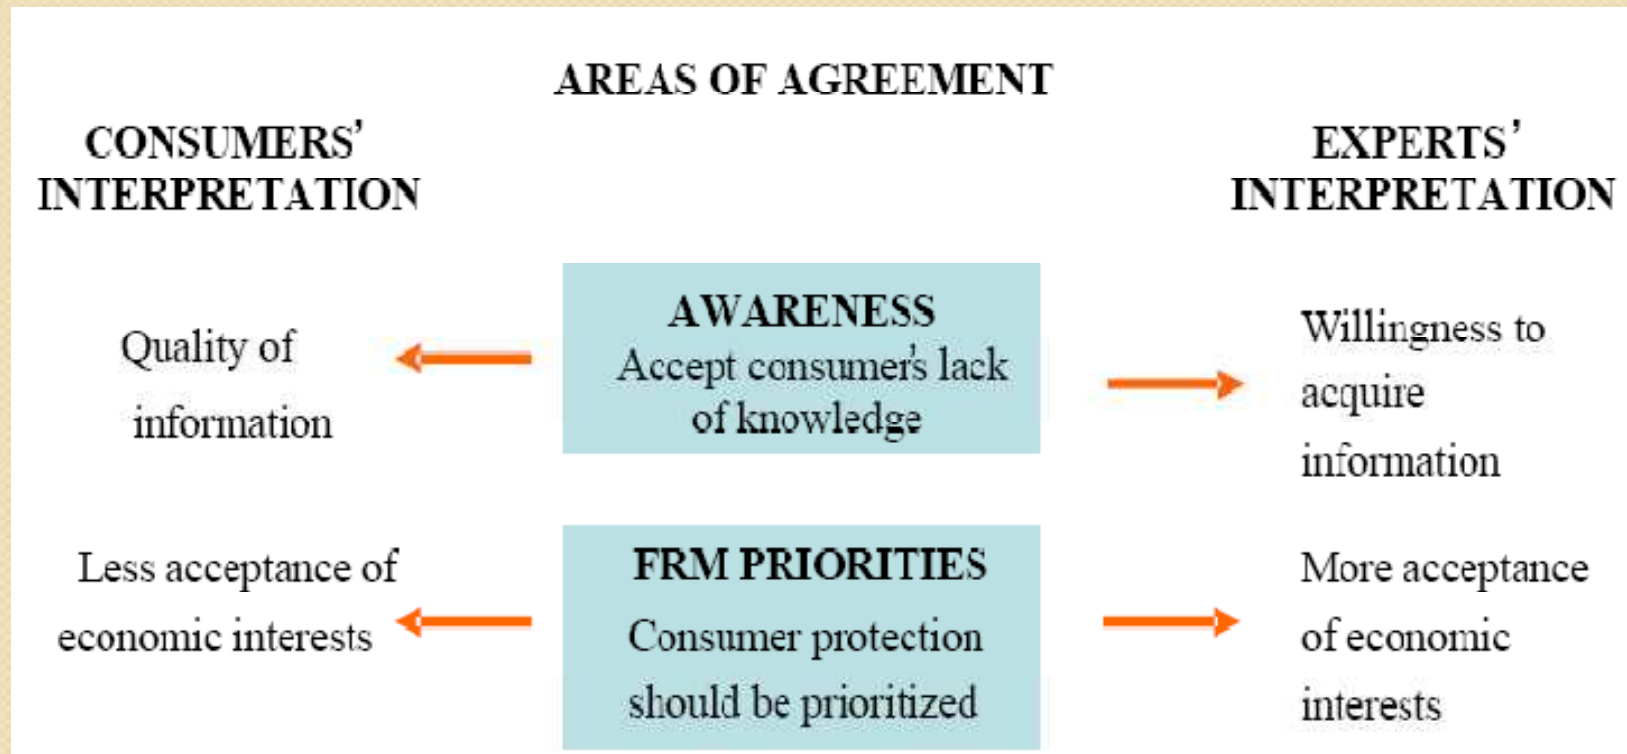 AREAS OF AGREEMENT
CONSUMERS’
INTERPRETATION
EXPERTS’
INTERPRETATION
Quality of
information
AWARENESS
Accept consumer's lack
of knowledge
Willingness to
acquire
information
Less acceptance of
economic interests
FRM PRIORITIES
Consumer protection
should be prioritized
More acceptance
of economic
interests